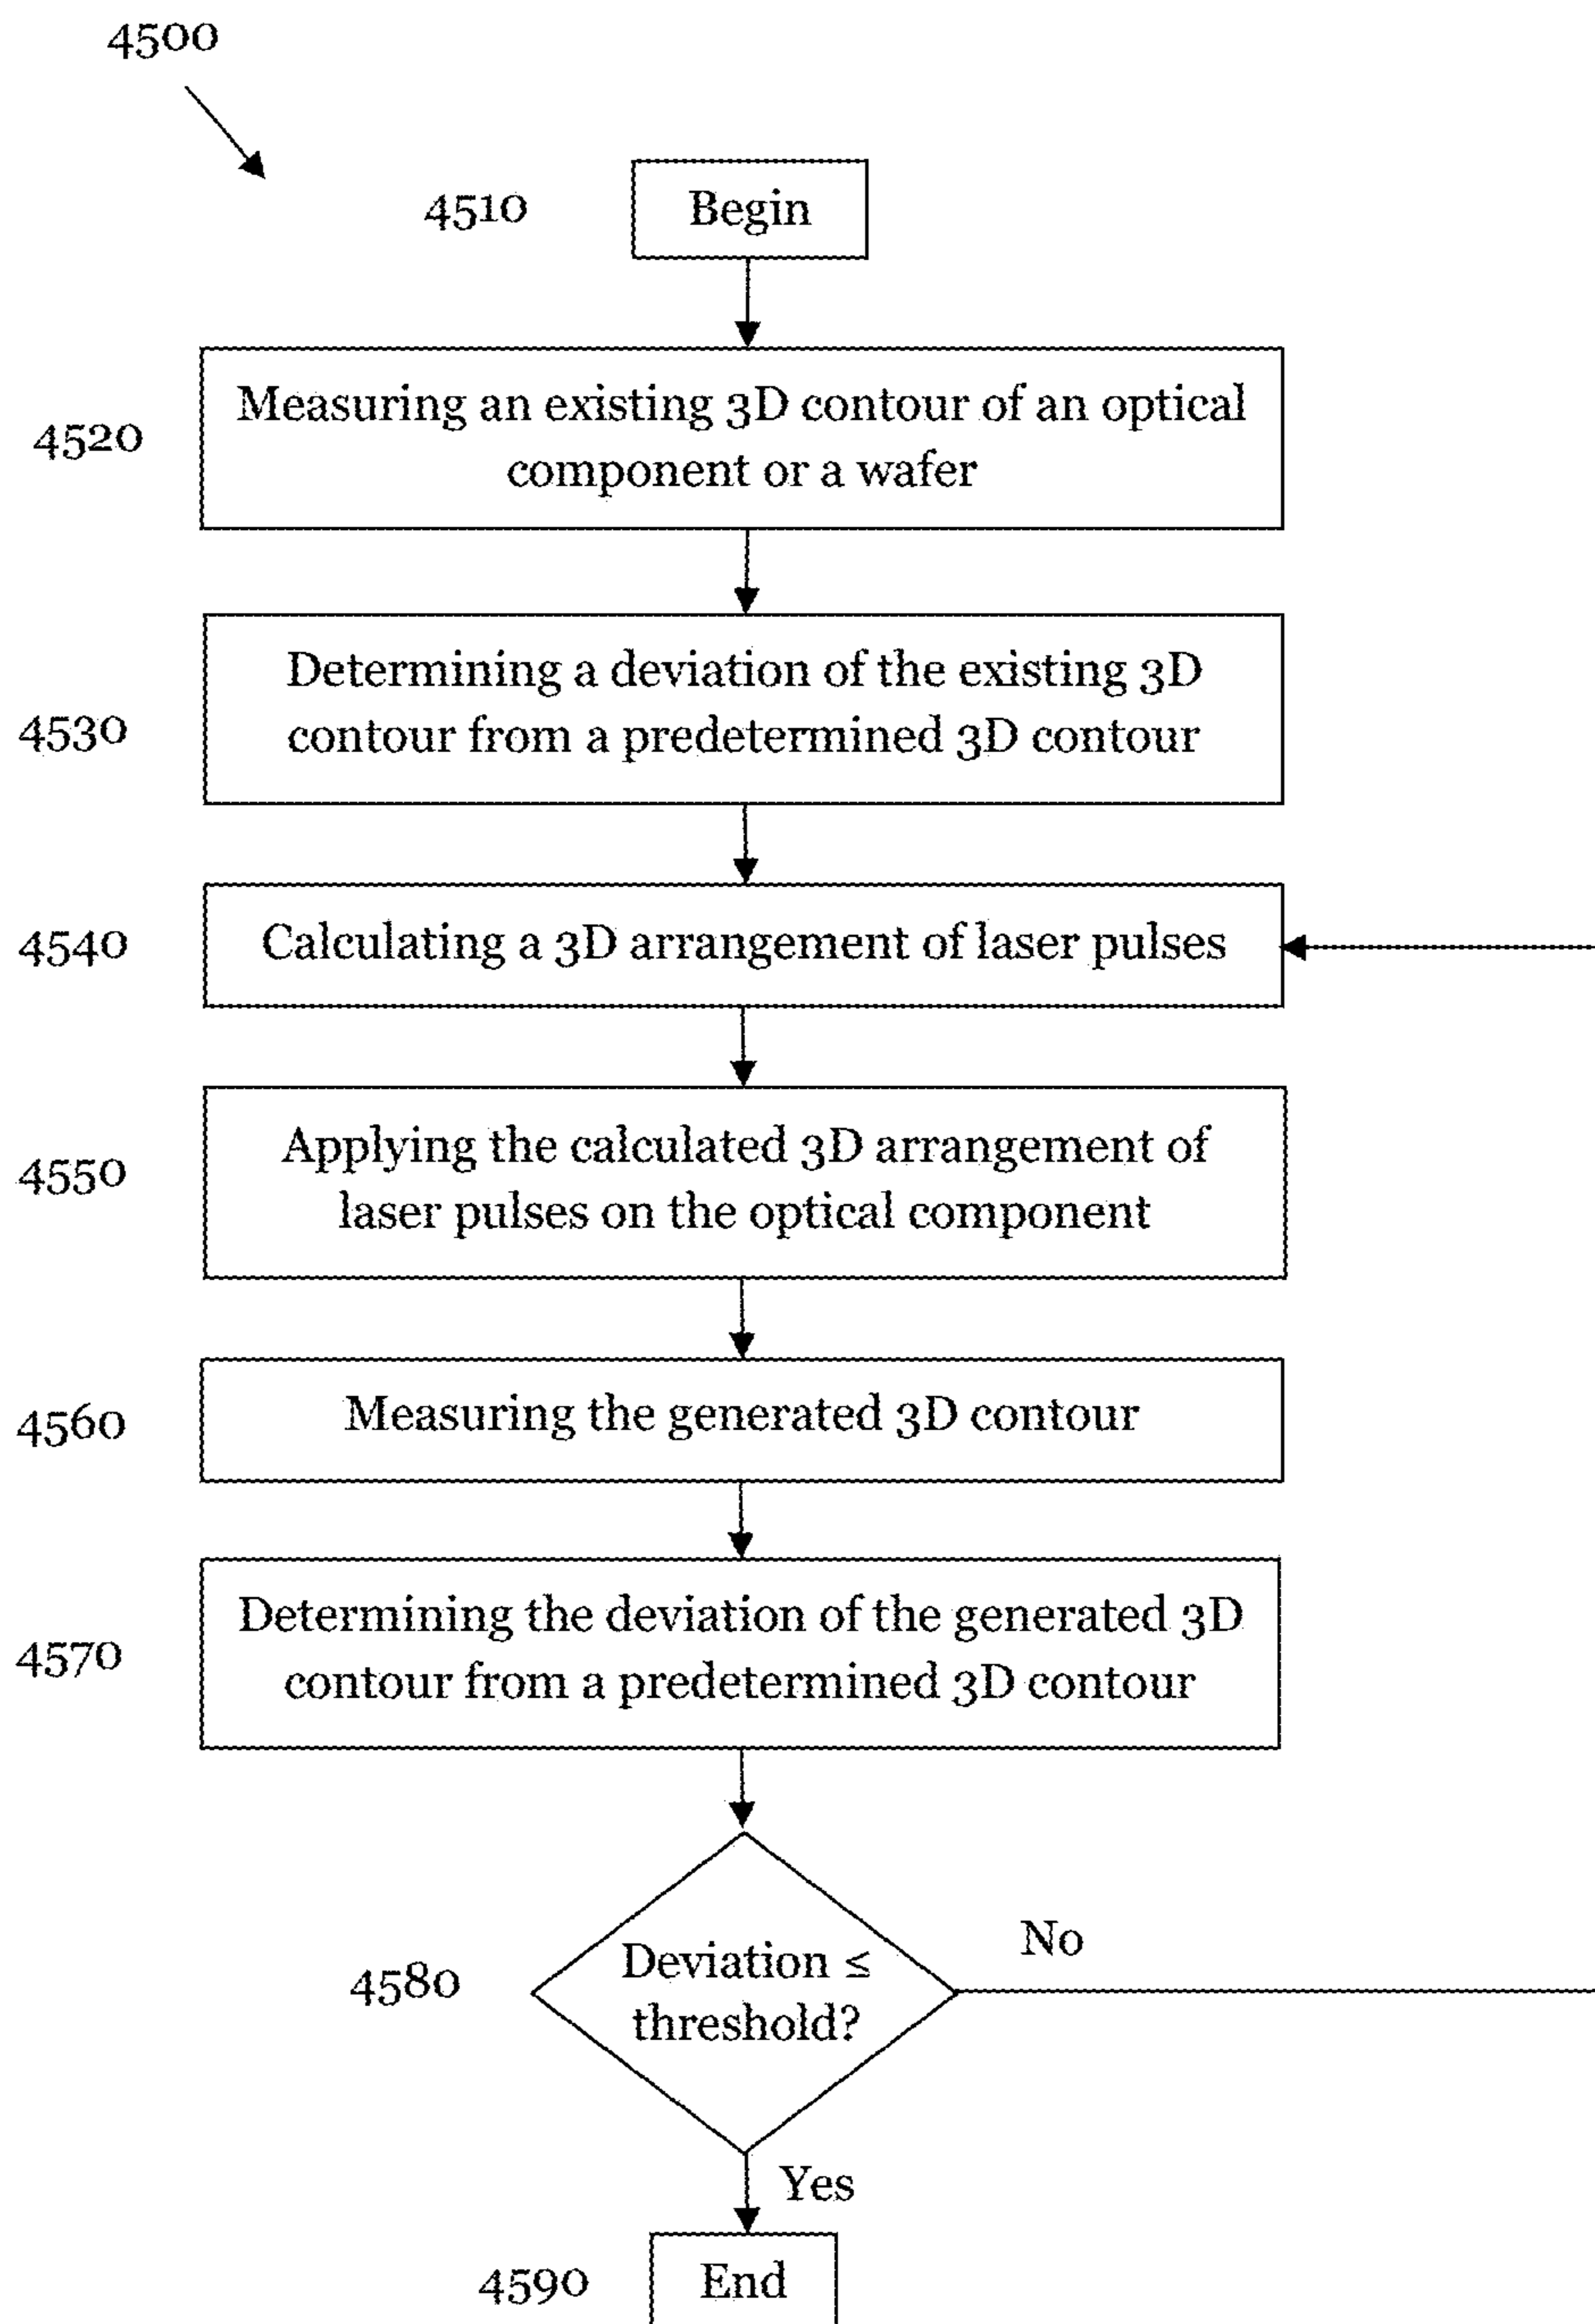 4500
4510
Begin
4520
Measuring an existing 3D contour of an optical
component or a wafer
4530
Determining a deviation of the existing 3D
contour from a predetermined 3D contour
4540
Calculating a 3D arrangement of laser pulses
4550
Applying the calculated 3D arrangement of
laser pulses on the optical component
4560
Measuring the generated 3D contour
4570
Determining the deviation of the generated 3D
contour from a predetermined 3D contour
4580
Deviation ≤
threshold?
No
Yes
4590
End